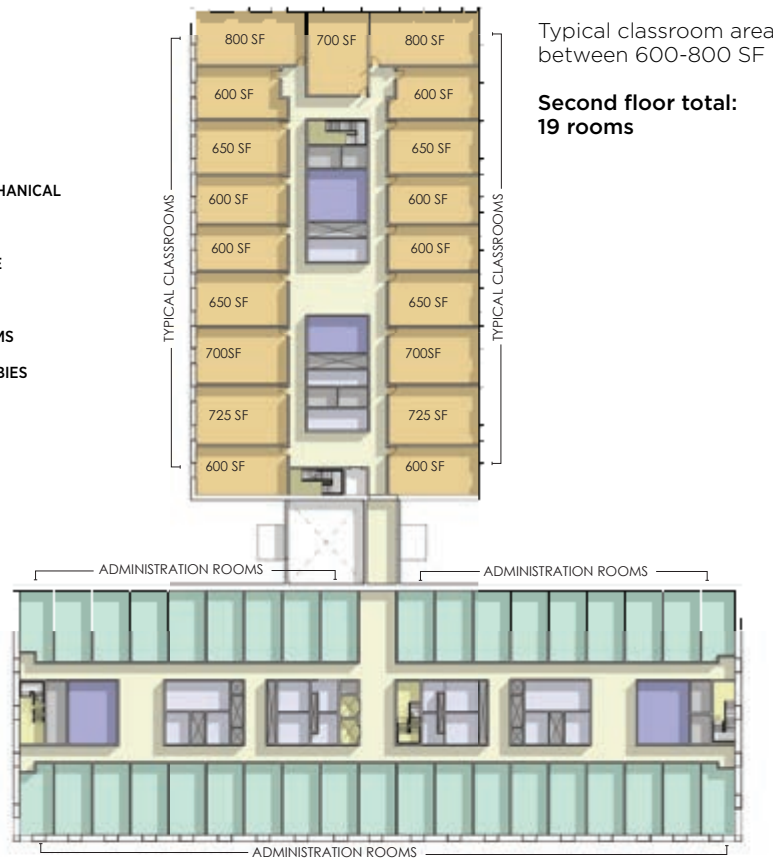 Typical classroom area
between 600-800 SF
Second floor total:
19 rooms
HANICAL
E
MS
BIES
TYPICAL CLASSROOMS
TYPICAL CLASSROOMS
800 SF
700 SF
800 SF
600 SF
600 SF
650 SF
650 SF
600 SF
600 SF
600 SF
600 SF
650 SF
650 SF
700SF
700SF
725 SF
725 SF
600 SF
600 SF
ADMINISTRATION ROOMS
ADMINISTRATION ROOMS
ADMINISTRATION ROOMS